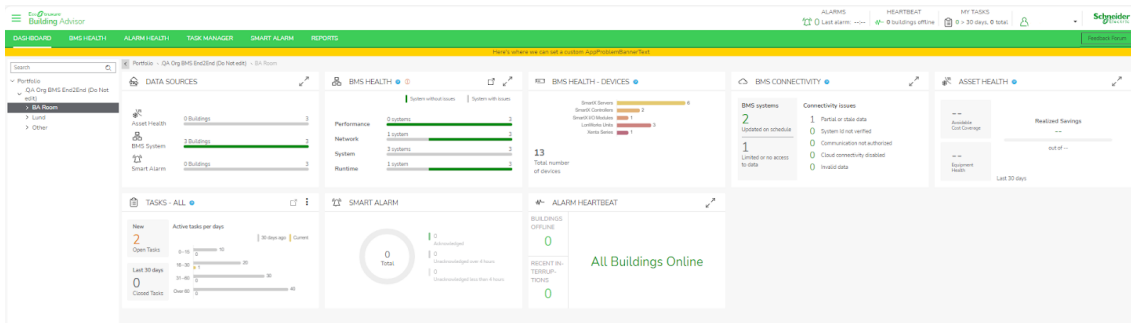 EcoStruxure
Building Advisor
ALARMS
0 Last alarm: --:--
HEARTBEAT
0 buildings offline
MY TASKS
0 > 30 days, 0 total
Schneider
Electric
DASHBOARD BMS HEALTH ALARM HEALTH TASK MANAGER SMART ALARM REPORTS
Feedback Forum
Here's where we can set a custom AppProblemBannerText
Search
Portfolio
QA Org BMS End2End (Do Not edit)
BA Room
Lund
Other
Portfolio > QA Org BMS End2End (Do Not edit) > BA Room
DATA SOURCES
Asset Health 0 Buildings 3
BMS System 3 Buildings 3
Smart Alarm 0 Buildings 3
BMS HEALTH
System without issues System with issues
Performance 0 systems 3
Network 1 system 3
System 3 systems 3
Runtime 1 system 3
BMS HEALTH - DEVICES
SmartX Servers 6
SmartX Controllers 2
SmartX I/O Modules 1
LonWorks Units 3
Xenta Series 1
13
Total number
of devices
BMS CONNECTIVITY
BMS systems
2
Updated on schedule
1
Limited or no access
to data
Connectivity issues
1 Partial or stale data
0 System Id not verified
0 Communication not authorized
0 Cloud connectivity disabled
0 Invalid data
ASSET HEALTH
--
Avoidable
Cost Coverage
--
Equipment
Health
Realized Savings
--
out of --
Last 30 days
TASKS - ALL
New
2
Open Tasks
Last 30 days
0
Closed Tasks
Active tasks per days
30 days ago Current
0-15 10
0
16-30 20
1
31-60 30
0
Over 60 40
0
SMART ALARM
0
Total
0
Acknowledged
0
Unacknowledged over 4 hours
0
Unacknowledged less than 4 hours
ALARM HEARTBEAT
BUILDINGS
OFFLINE
0
RECENT IN-
TERRUP-
TIONS
0
All Buildings Online